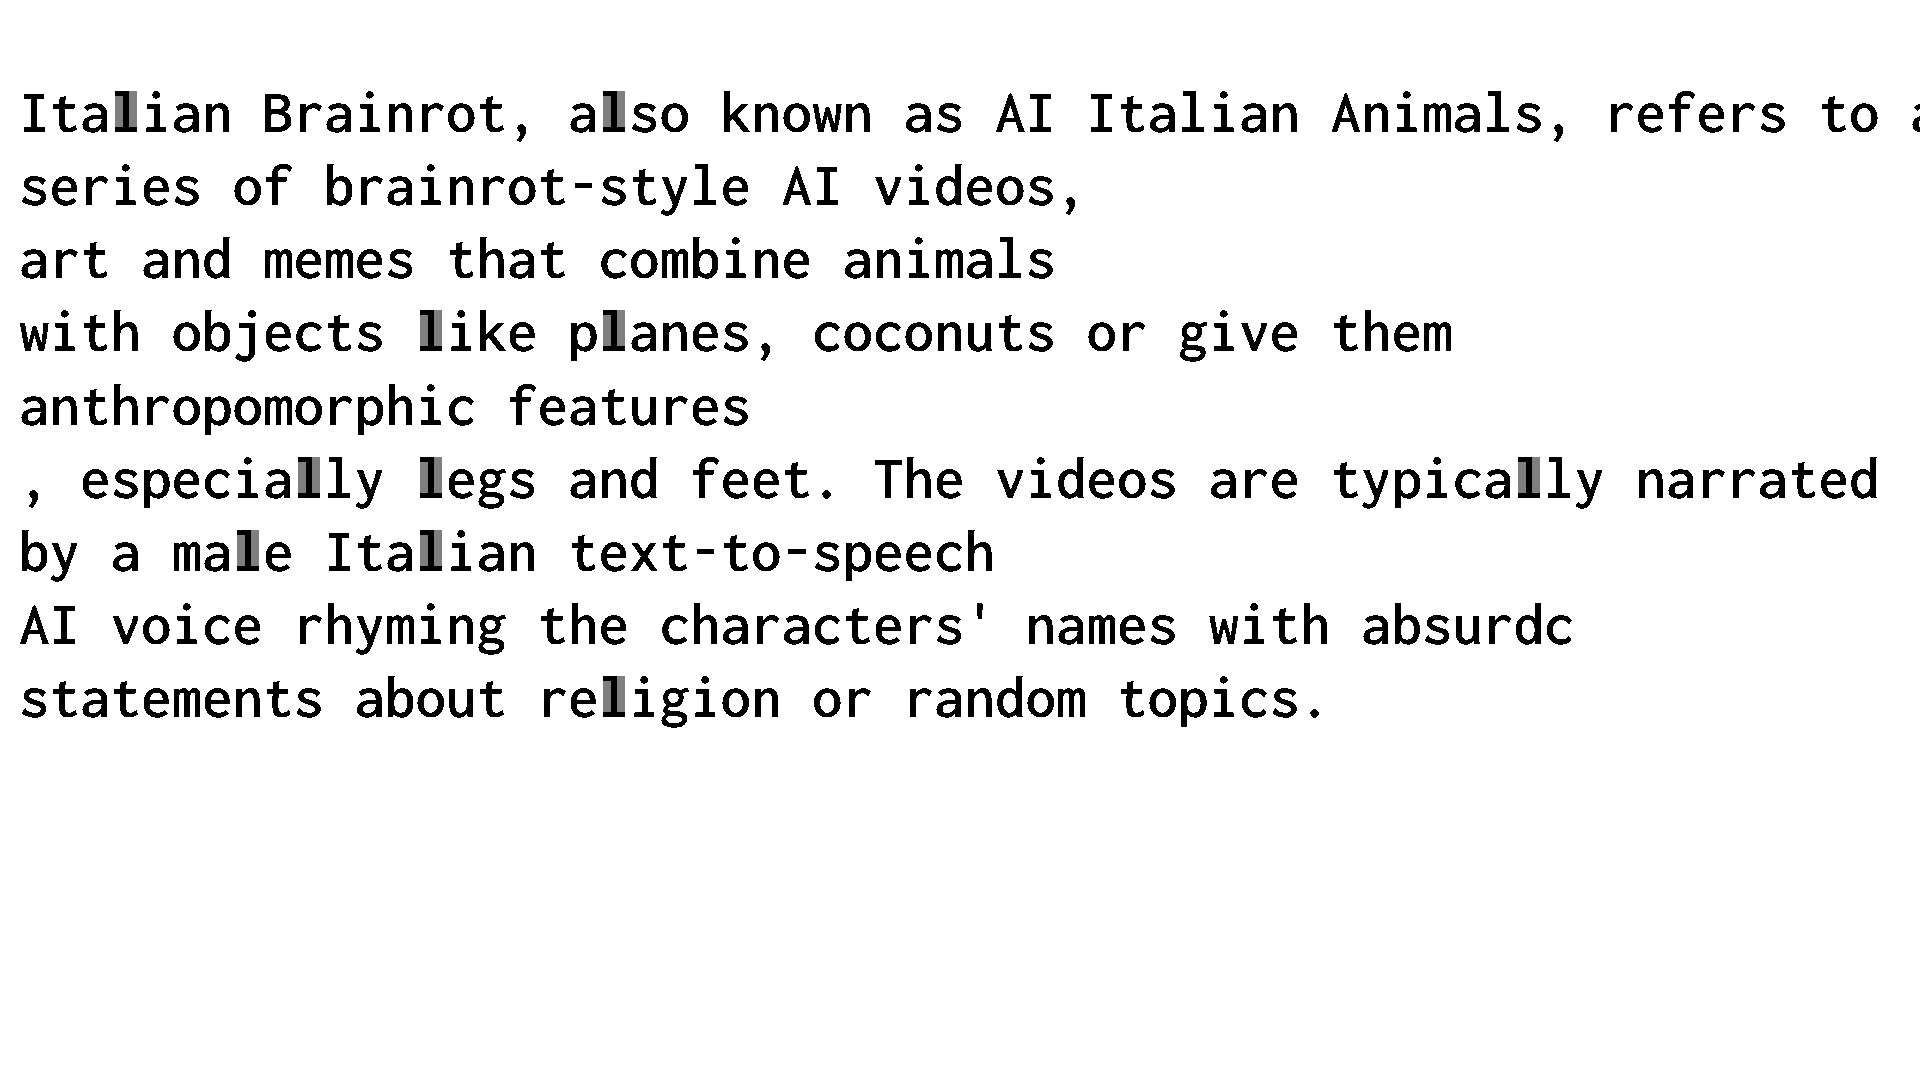 Italian Brainrot, also known as AI Italian Animals, refers to a
series of brainrot-style AI videos,
art and memes that combine animals
with objects like planes, coconuts or give them
anthropomorphic features
, especially legs and feet. The videos are typically narrated
by a male Italian text-to-speech
AI voice rhyming the characters' names with absurdc
statements about religion or random topics.